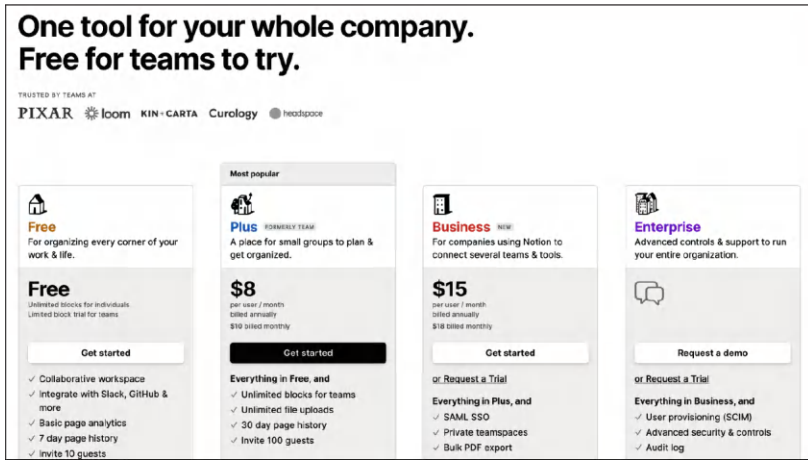 One tool for your whole company.
Free for teams to try.
TRUSTED BY TEAMS AT
PIXAR loom KIN+CARTA Curology headspace
Free
For organizing every corner of your
work & life.
Free
Unlimited blocks for individuals
Limited block trial for teams
Get started
✓ Collaborative workspace
✓ Integrate with Slack, GitHub &
more
✓ Basic page analytics
✓ 7 day page history
✓ Invite 10 guests
Most popular
Plus FORMERLY TEAM
A place for small groups to plan &
get organized.
$8
per user / month
billed annually
$10 billed monthly
Get started
Everything in Free, and
✓ Unlimited blocks for teams
✓ Unlimited file uploads
✓ 30 day page history
✓ Invite 100 guests
Business NEW
For companies using Notion to
connect several teams & tools.
$15
per user / month
billed annually
$18 billed monthly
Get started
or Request a Trial
Everything in Plus, and
✓ SAML SSO
✓ Private teamspaces
✓ Bulk PDF export
Enterprise
Advanced controls & support to run
your entire organization.
Request a demo
or Request a Trial
Everything in Business, and
✓ User provisioning (SCIM)
✓ Advanced security & controls
✓ Audit log